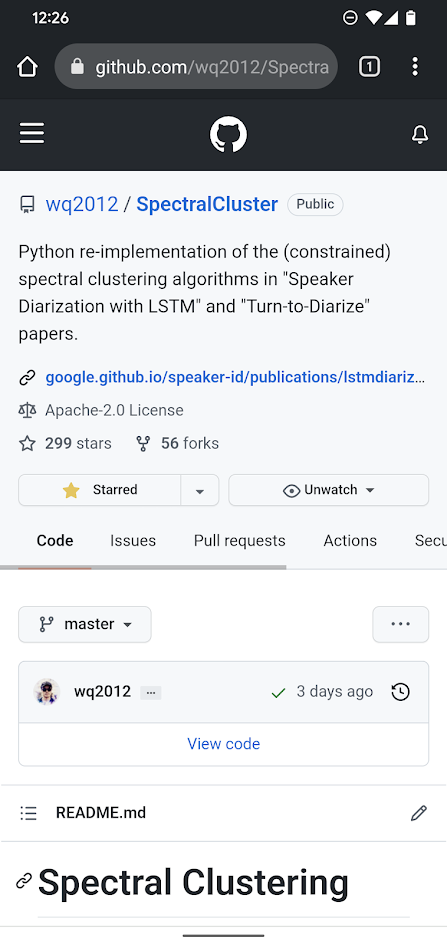 12:26
github.com/wq2012/Spectra
1
wq2012 / SpectralCluster Public
Python re-implementation of the (constrained)
spectral clustering algorithms in "Speaker
Diarization with LSTM" and "Turn-to-Diarize"
papers.
google.github.io/speaker-id/publications/lstmdiariz...
Apache-2.0 License
299 stars 56 forks
Starred Unwatch
Code Issues Pull requests Actions Secu
master ...
wq2012 ... 3 days ago
View code
README.md
Spectral Clustering